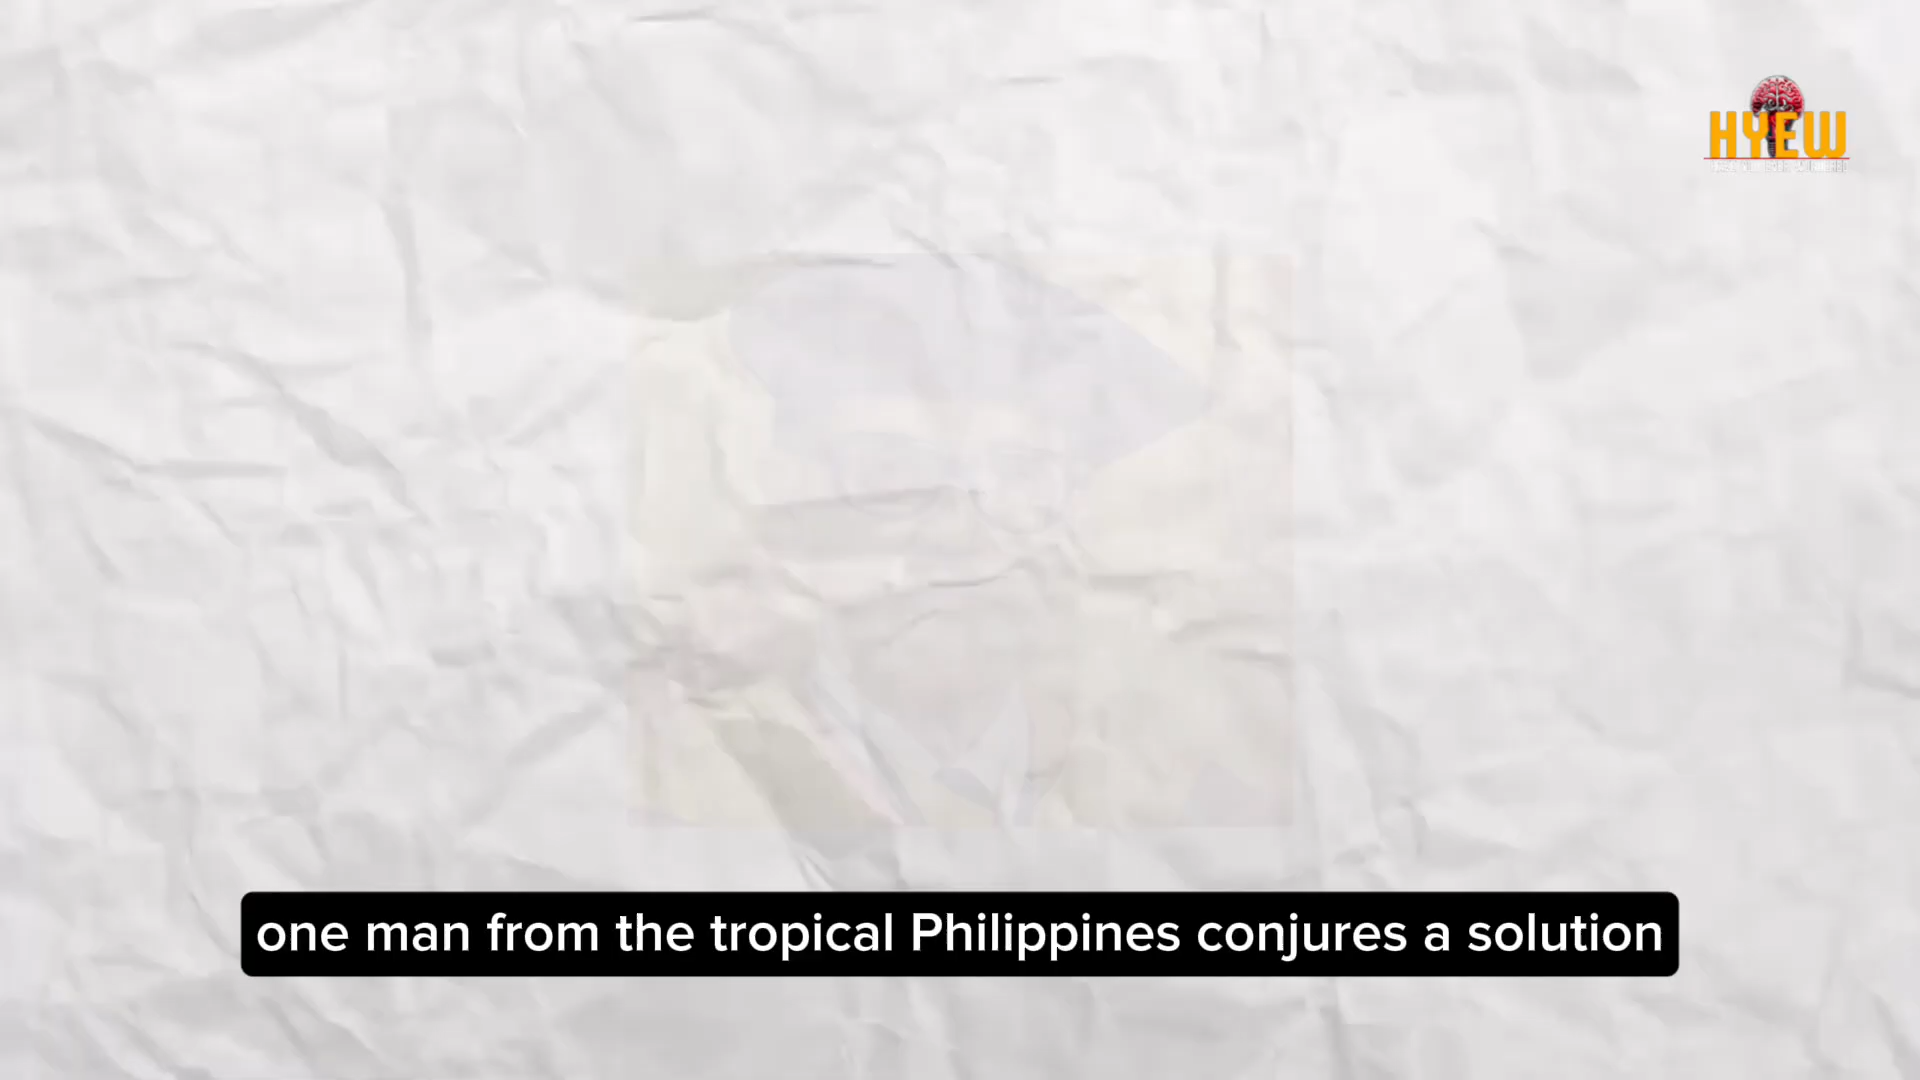 HYEW
one man from the tropical Philippines conjures a solution